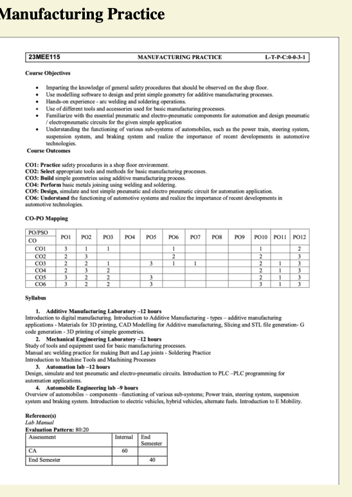 Manufacturing Practice
23MEE115 MANUFACTURING PRACTICE L-T-P-C:0-0-3-1
Course Objectives
• Imparting the knowledge of general safety procedures that should be observed on the shop floor.
• Use modelling software to design and print simple geometry for additive manufacturing processes.
• Hands-on experience - arc welding and soldering operations.
• Use of different tools and accessories used for basic manufacturing processes.
• Familiarize with the essential pneumatic and electro-pneumatic components for automation and design pneumatic
/ electropneumatic circuits for the given simple application
• Understanding the functioning of various sub-systems of automobiles, such as the power train, steering system,
suspension system, and braking system and realize the importance of recent developments in automotive
technologies.
Course Outcomes
CO1: Practice safety procedures in a shop floor environment.
CO2: Select appropriate tools and methods for basic manufacturing processes.
CO3: Build simple geometries using additive manufacturing process.
CO4: Perform basic metals joining using welding and soldering.
CO5: Design, simulate and test simple pneumatic and electro pneumatic circuit for automation application.
CO6: Understand the functioning of automotive systems and realize the importance of recent developments in
automotive technologies.
CO-PO Mapping
PO/PSO PO1 PO2 PO3 PO4 PO5 PO6 PO7 PO8 PO9 PO10 PO11 PO12
CO
CO1 3 1 1 1 1 2
CO2 2 3 2 2 3
CO3 2 2 1 3 1 1 2 1 3
CO4 2 3 2 2 1 3
CO5 3 2 2 3 2 1 3
CO6 3 2 2 3 3 1 3
Syllabus
1. Additive Manufacturing Laboratory –12 hours
Introduction to digital manufacturing. Introduction to Additive Manufacturing - types – additive manufacturing
applications - Materials for 3D printing, CAD Modelling for Additive manufacturing, Slicing and STL file generation- G
code generation - 3D printing of simple geometries.
2. Mechanical Engineering Laboratory –12 hours
Study of tools and equipment used for basic manufacturing processes.
Manual arc welding practice for making Butt and Lap joints - Soldering Practice
Introduction to Machine Tools and Machining Processes
3. Automation lab –12 hours
Design, simulate and test pneumatic and electro-pneumatic circuits. Introduction to PLC –PLC programming for
automation applications.
4. Automobile Engineering lab –9 hours
Overview of automobiles – components –functioning of various sub-systems; Power train, steering system, suspension
system and braking system. Introduction to electric vehicles, hybrid vehicles, alternate fuels. Introduction to E Mobility.
Reference(s)
Lab Manual
Evaluation Pattern: 80:20
Assessment Internal End
Semester
CA 60
End Semester 40